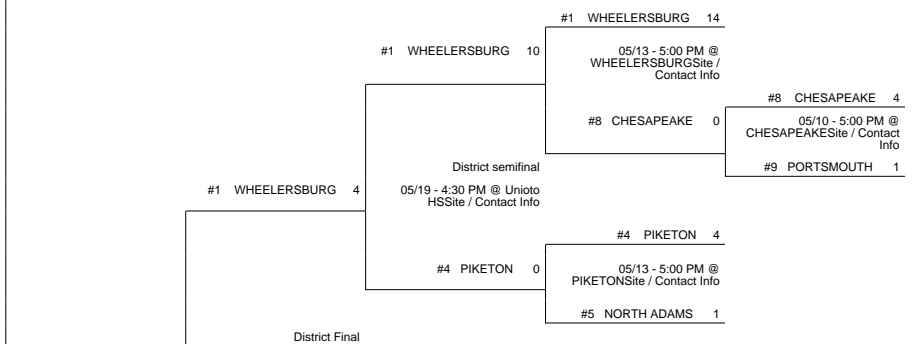 #1 WHEELERSBURG 14
#1 WHEELERSBURG 10
05/13 - 5:00 PM @
WHEELERSBURGSite /
Contact Info
#8 CHESAPEAKE 4
#8 CHESAPEAKE 0
05/10 - 5:00 PM @
CHESAPEAKESite / Contact
Info
District semifinal
#9 PORTSMOUTH 1
#1 WHEELERSBURG 4
05/19 - 4:30 PM @ Unioto
HSSite / Contact Info
#4 PIKETON 4
#4 PIKETON 0
05/13 - 5:00 PM @
PIKETONSite / Contact Info
#5 NORTH ADAMS 1
District Final